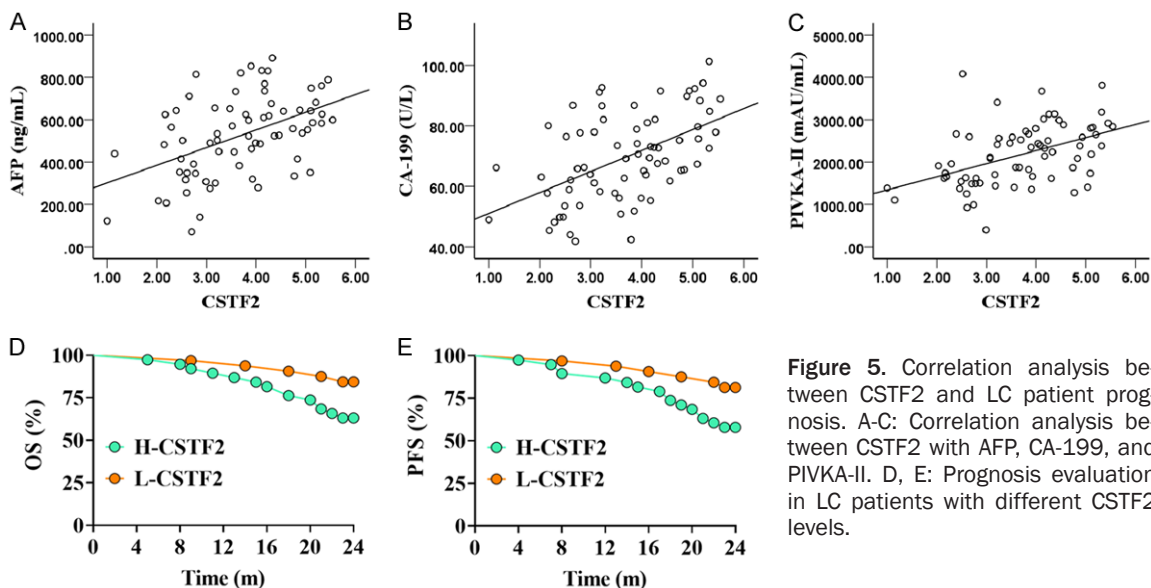 A
1000.00
800.00
600.00
400.00
200.00
.00
AFP (ng/mL)
1.00 2.00 3.00 4.00 5.00 6.00
CSTF2
B
100.00
80.00
60.00
40.00
CA-199 (U/L)
1.00 2.00 3.00 4.00 5.00 6.00
CSTF2
C
5000.00
4000.00
3000.00
2000.00
1000.00
.00
PIVKA-II (mAU/mL)
1.00 2.00 3.00 4.00 5.00 6.00
CSTF2
D
100
75
50
25
0
OS (%)
H-CSTF2
L-CSTF2
0 4 8 12 16 20 24
Time (m)
E
100
75
50
25
0
PFS (%)
H-CSTF2
L-CSTF2
0 4 8 12 16 20 24
Time (m)
Figure 5. Correlation analysis be-
tween CSTF2 and LC patient prog-
nosis. A-C: Correlation analysis be-
tween CSTF2 with AFP, CA-199, and
PIVKA-II. D, E: Prognosis evaluation
in LC patients with different CSTF2
levels.